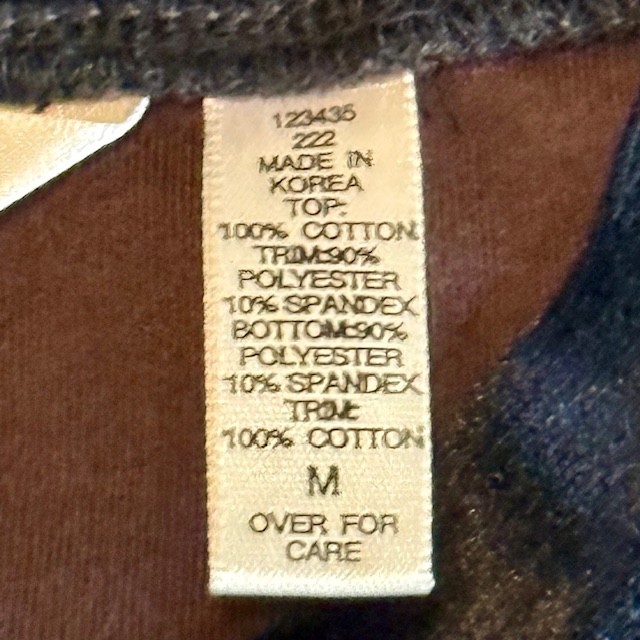 123435
222
MADE IN
KOREA
TOP:
100% COTTON
TRIM:90%
POLYESTER
10% SPANDEX
BOTTOM:90%
POLYESTER
10% SPANDEX
TRIM:
100% COTTON
M
OVER FOR
CARE